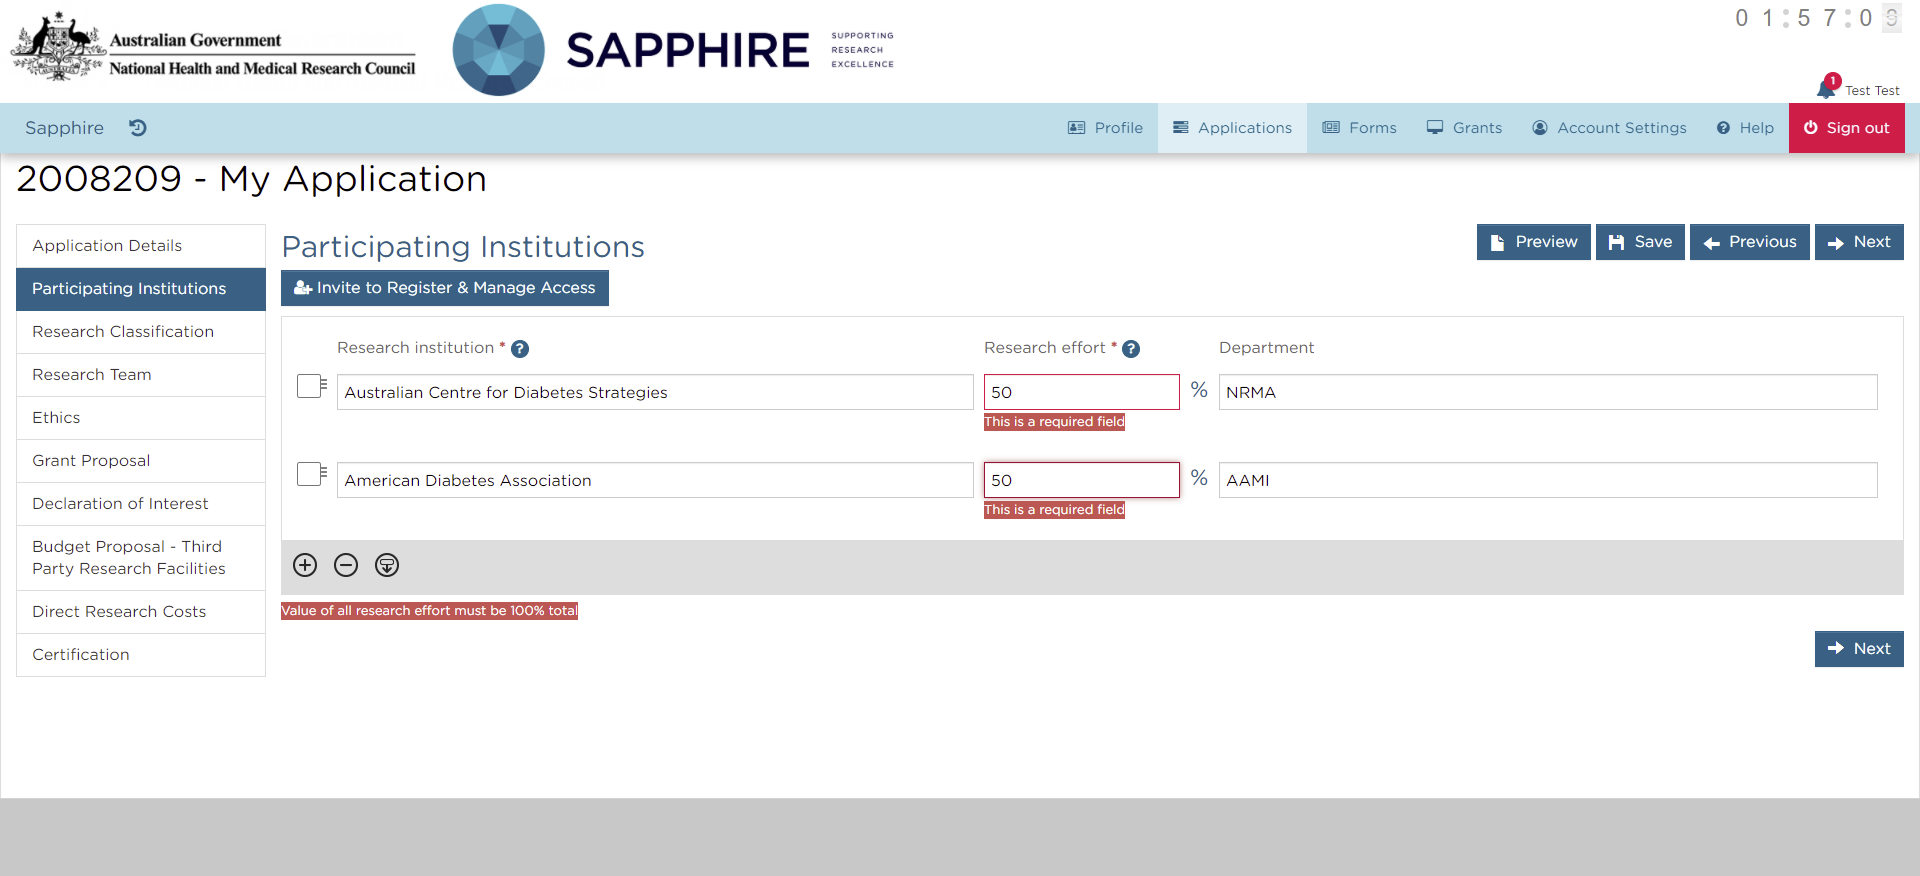 Australian Government
National Health and Medical Research Council
SAPPHIRE
SUPPORTING
RESEARCH
EXCELLENCE
01:57:0
1
Test Test
Sapphire
Profile
Applications
Forms
Grants
Account Settings
Help
Sign out
2008209 - My Application
Application Details
Participating Institutions
Research Classification
Research Team
Ethics
Grant Proposal
Declaration of Interest
Budget Proposal - Third
Party Research Facilities
Direct Research Costs
Certification
Participating Institutions
Preview
Save
Previous
Next
Invite to Register & Manage Access
Research institution * ?
Research effort * ?
Department
Australian Centre for Diabetes Strategies
50
%
NRMA
This is a required field
American Diabetes Association
50
%
AAMI
This is a required field
Value of all research effort must be 100% total
Next